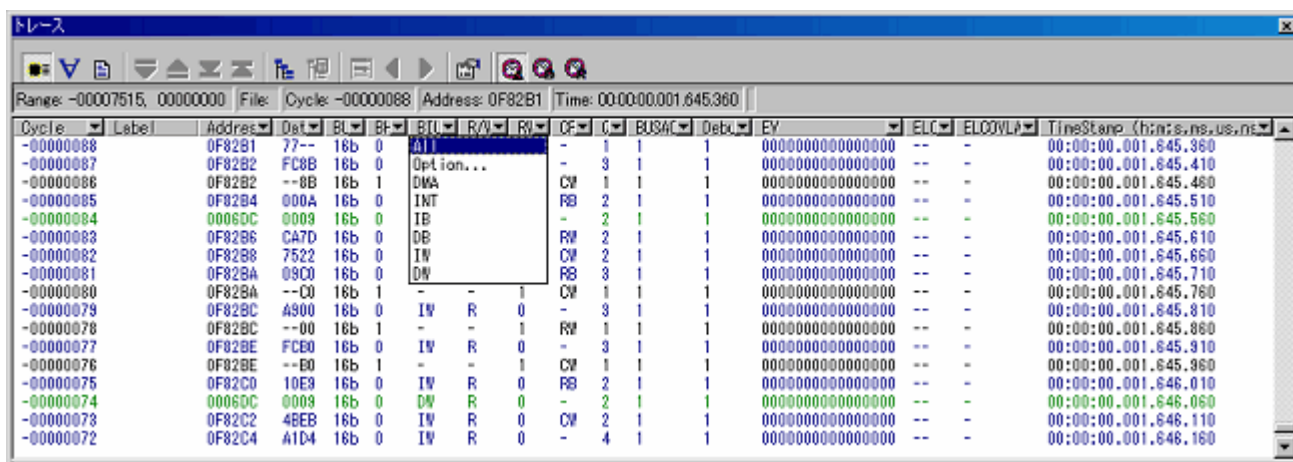 トレース
Range: -00007515, 00000000 File: Cycle: -00000088 Address: 0F82B1 Time: 00:00:00.001.645.360
Cycle Label Addres Dat BU BH BIU R/W RW CP BUSAC Debu EV ELC ELCOVLA TimeStamp (h:m:s.ms.us.ns
-00000088 0F82B1 77-- 16b 0 All - 1 1 1 0000000000000000 -- - 00:00:00.001.645.360
-00000087 0F82B2 FC8B 16b 0 Option... - 3 1 1 0000000000000000 -- - 00:00:00.001.645.410
-00000086 0F82B2 --8B 16b 1 DMA CW 1 1 1 0000000000000000 -- - 00:00:00.001.645.460
-00000085 0F82B4 000A 16b 0 INT RB 2 1 1 0000000000000000 -- - 00:00:00.001.645.510
-00000084 0006DC 0009 16b 0 IB - 2 1 1 0000000000000000 -- - 00:00:00.001.645.560
-00000083 0F82B6 CA7D 16b 0 DB RW 2 1 1 0000000000000000 -- - 00:00:00.001.645.610
-00000082 0F82B8 7522 16b 0 IW CW 2 1 1 0000000000000000 -- - 00:00:00.001.645.660
-00000081 0F82BA 09C0 16b 0 DW RB 3 1 1 0000000000000000 -- - 00:00:00.001.645.710
-00000080 0F82BA --C0 16b 1 - - 1 CW 1 1 1 0000000000000000 -- - 00:00:00.001.645.760
-00000079 0F82BC A900 16b 0 IW R 0 - 3 1 1 0000000000000000 -- - 00:00:00.001.645.810
-00000078 0F82BC --00 16b 1 - - 1 RW 1 1 1 0000000000000000 -- - 00:00:00.001.645.860
-00000077 0F82BE FCB0 16b 0 IW R 0 - 3 1 1 0000000000000000 -- - 00:00:00.001.645.910
-00000076 0F82BE --B0 16b 1 - - 1 CW 1 1 1 0000000000000000 -- - 00:00:00.001.645.960
-00000075 0F82C0 10E9 16b 0 IW R 0 RB 2 1 1 0000000000000000 -- - 00:00:00.001.646.010
-00000074 0006DC 0009 16b 0 DW R 0 - 2 1 1 0000000000000000 -- - 00:00:00.001.646.060
-00000073 0F82C2 4BEB 16b 0 IW R 0 CW 2 1 1 0000000000000000 -- - 00:00:00.001.646.110
-00000072 0F82C4 A1D4 16b 0 IW R 0 - 4 1 1 0000000000000000 -- - 00:00:00.001.646.160